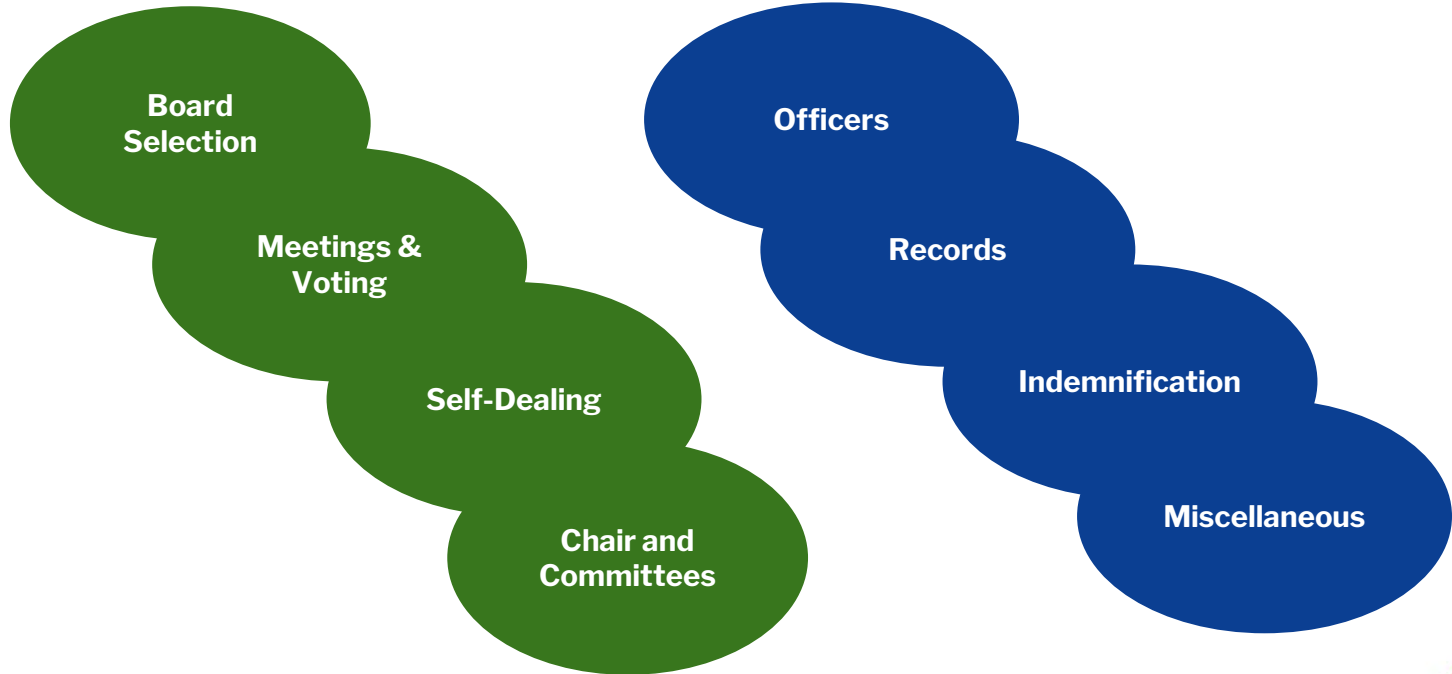 Board
Selection
Meetings &
Voting
Self-Dealing
Chair and
Committees
Officers
Records
Indemnification
Miscellaneous